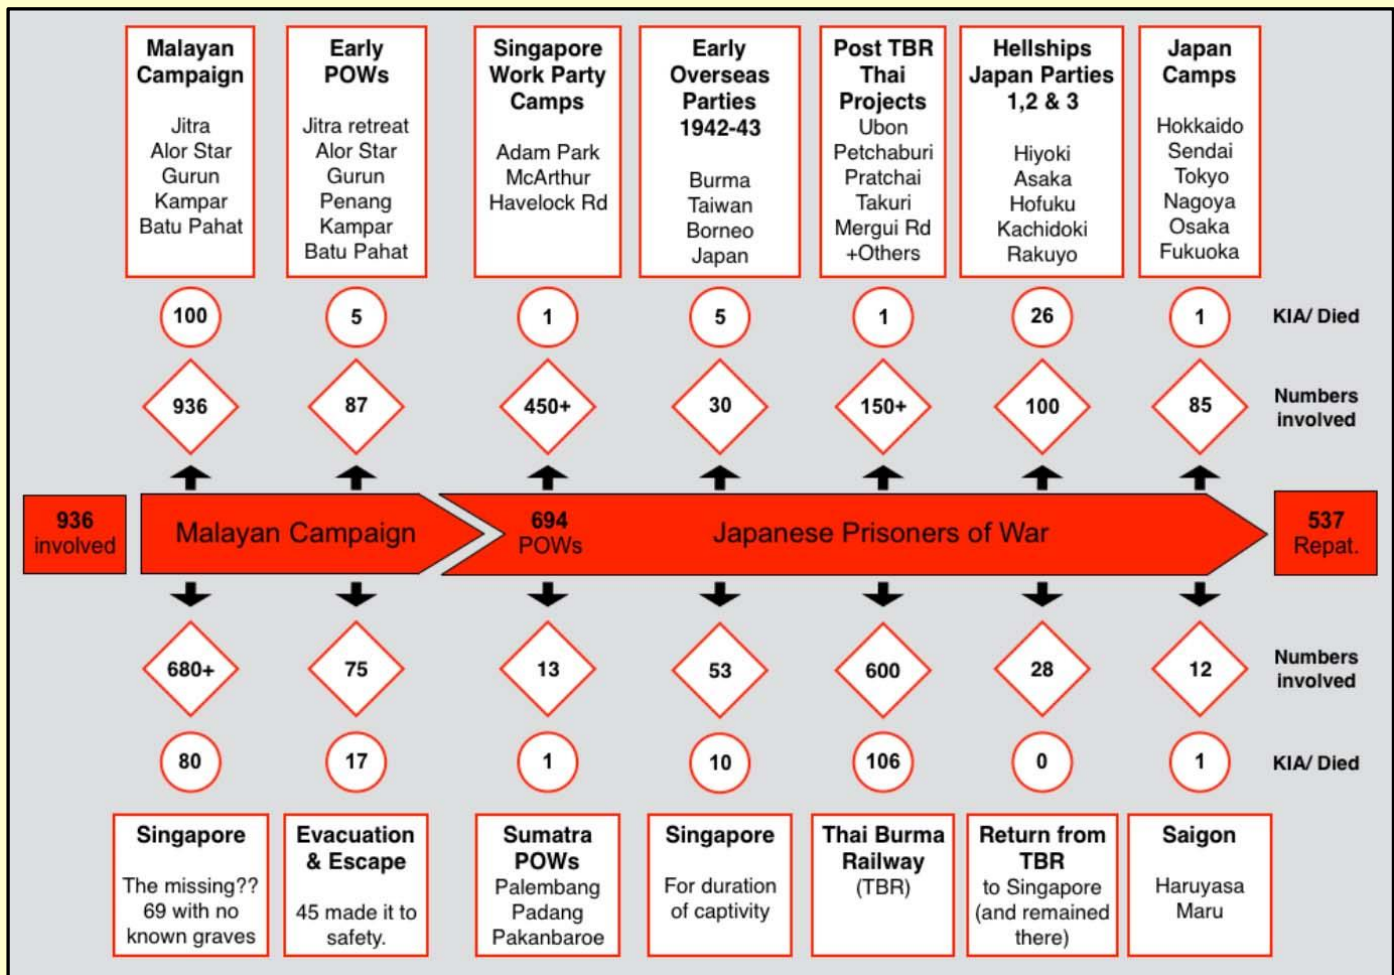 Malayan
Campaign
Jitra
Alor Star
Gurun
Kampar
Batu Pahat
Early
POWs
Jitra retreat
Alor Star
Gurun
Penang
Kampar
Batu Pahat
Singapore
Work Party
Camps
Adam Park
McArthur
Havelock Rd
Early
Overseas
Parties
1942-43
Burma
Taiwan
Borneo
Japan
Post TBR
Thai
Projects
Ubon
Petchaburi
Pratchai
Takuri
Mergui Rd
+Others
Hellships
Japan Parties
1,2 & 3
Hiyoki
Asaka
Hofuku
Kachidoki
Rakuyo
Japan
Camps
Hokkaido
Sendai
Tokyo
Nagoya
Osaka
Fukuoka
100
5
1
5
1
26
1
KIA/ Died
936
87
450+
30
150+
100
85
Numbers
involved
936
involved
Malayan Campaign
694
POWs
Japanese Prisoners of War
537
Repat.
680+
75
13
53
600
28
12
Numbers
involved
80
17
1
10
106
0
1
KIA/ Died
Singapore
The missing??
69 with no
known graves
Evacuation
& Escape
45 made it to
safety.
Sumatra
POWs
Palembang
Padang
Pakanbaroe
Singapore
For duration
of captivity
Thai Burma
Railway
(TBR)
Return from
TBR
to Singapore
(and remained
there)
Saigon
Haruyasa
Maru